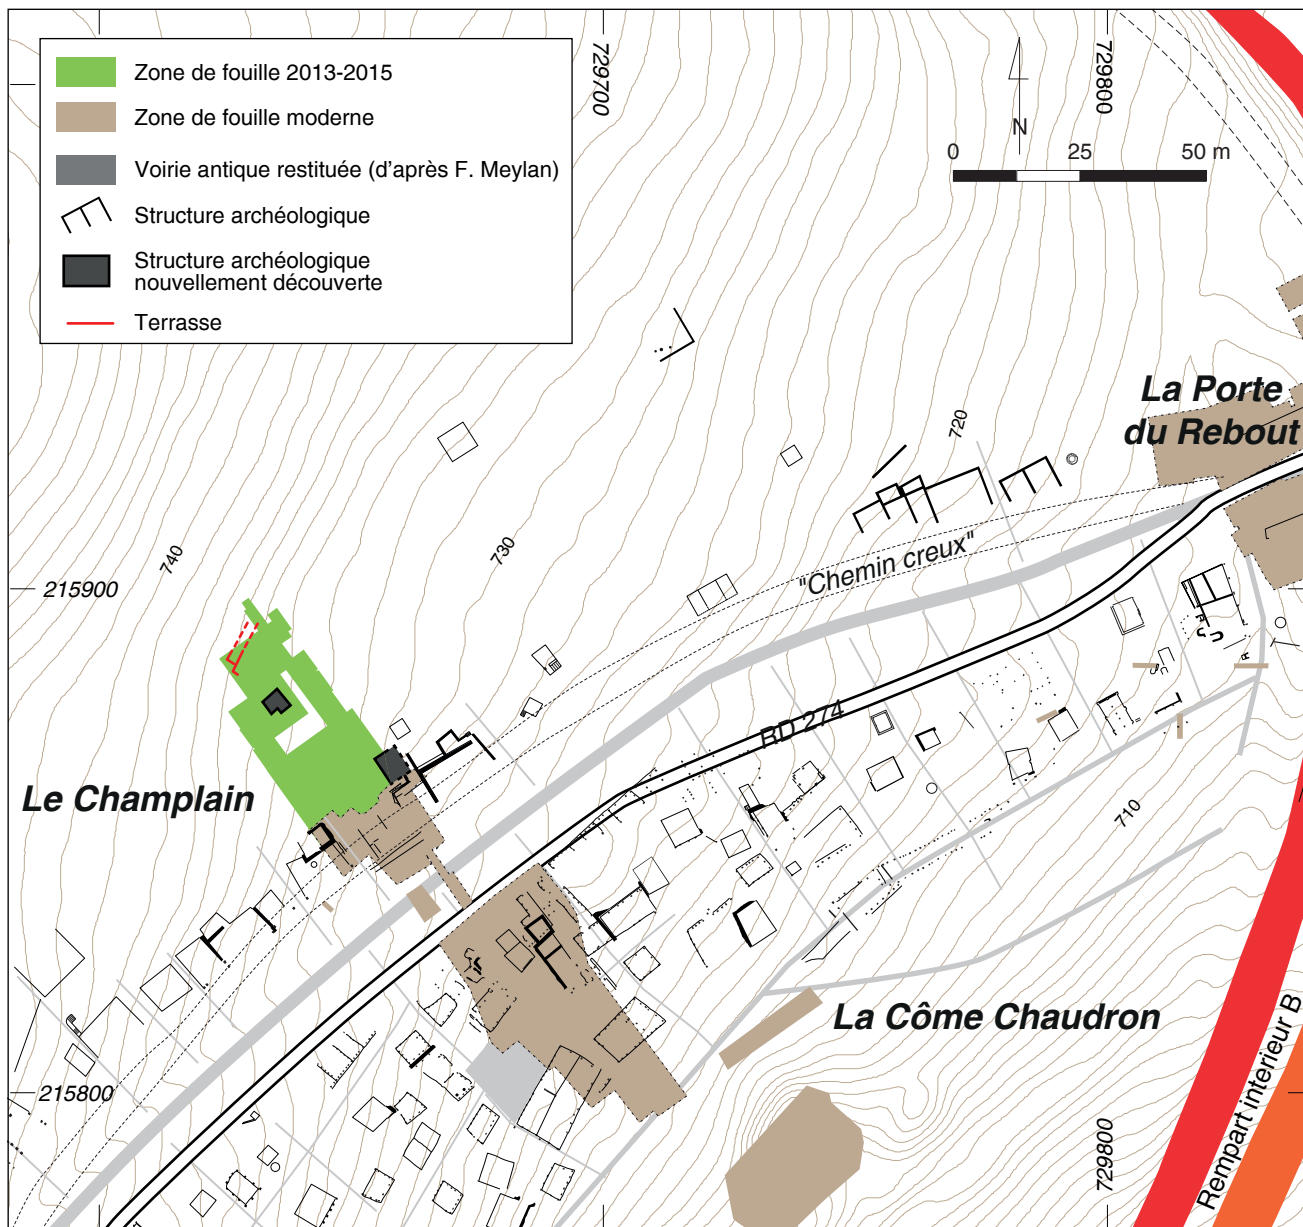 Zone de fouille 2013-2015
Zone de fouille moderne
Voirie antique restituée (d'après F. Meylan)
Structure archéologique
Structure archéologique
nouvellement découverte
Terrasse
729700
729800
N
0 25 50 m
La Porte
du Rebout
720
730
740
"Chemin creux"
215900
RD 274
Le Champlain
710
La Côme Chaudron
215800
729800
Rempart intérieur B